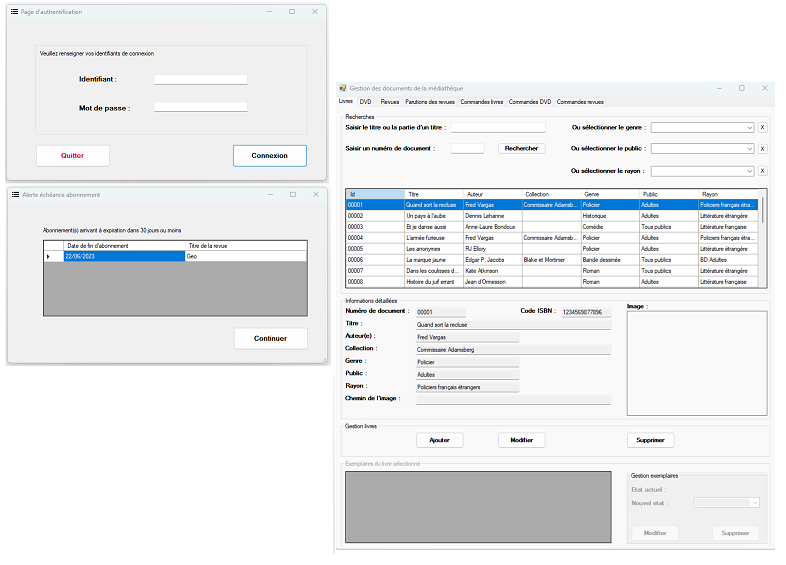 Page d'authentification
Veuillez renseigner vos identifiants de connexion
Identifiant :
Mot de passe :
Quitter
Connexion
Alerte échéance abonnement
Abonnement(s) arrivant à expiration dans 30 jours ou moins
Date de fin d'abonnement Titre de la revue
22/06/2023 Geo
Continuer
Gestion des documents de la médiathèque
Livres DVD Revues Parutions des revues Commandes livres Commandes DVD Commandes revues
Recherches
Saisir le titre ou la partie d'un titre : Ou sélectionner le genre : X
Saisir un numéro de document : Rechercher Ou sélectionner le public : X
Ou sélectionner le rayon : X
Id Titre Auteur Collection Genre Public Rayon
00001 Quand sort la recluse Fred Vargas Commissaire Adamsb... Policier Adultes Policiers français étra...
00002 Un pays à l'aube Dennis Lehanne Historique Adultes Littérature étrangère
00003 Et je danse aussi Anne-Laure Bondoux Comédie Tous publics Littérature française
00004 L'armée furieuse Fred Vargas Commissaire Adamsb... Policier Adultes Policiers français étra...
00005 Les anonymes RJ Ellory Policier Adultes Littérature étrangère
00006 La marque jaune Edgar P. Jacobs Blake et Mortimer Bande dessinée Tous publics BD Adultes
00007 Dans les coulisses d... Kate Atkinson Roman Tous publics Littérature étrangère
00008 Histoire du juif errant Jean d'Ormesson Roman Adultes Littérature française
Informations détaillées
Numéro de document : 00001 Code ISBN : 1234569877896 Image :
Titre : Quand sort la recluse
Auteur(e) : Fred Vargas
Collection : Commissaire Adamsberg
Genre : Policier
Public : Adultes
Rayon : Policiers français étrangers
Chemin de l'image :
Gestion livres
Ajouter Modifier Supprimer
Exemplaires du livre sélectionné
Gestion exemplaires
Etat actuel :
Nouvel etat :
Modifier Supprimer